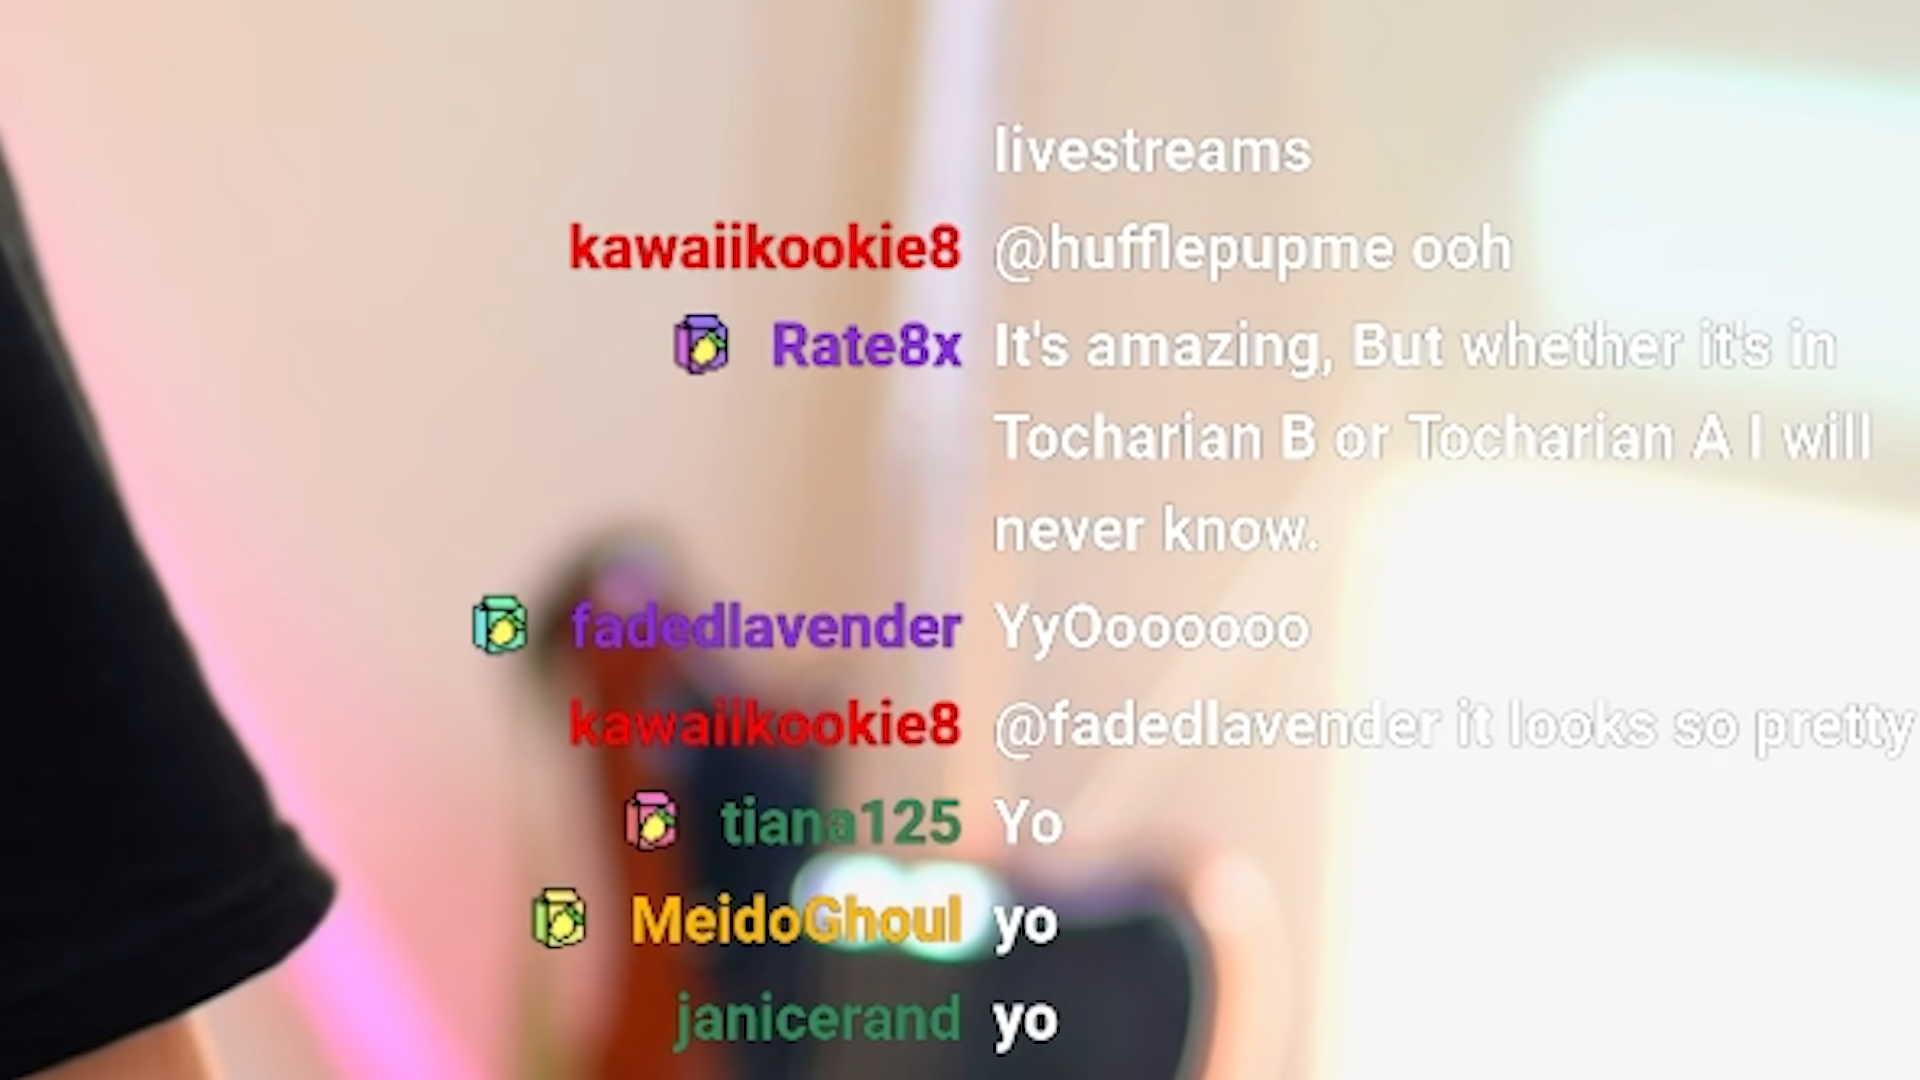 livestreams
kawaiikookie8 @hufflepupme ooh
Rate8x It's amazing, But whether it's in
Tocharian B or Tocharian A I will
never know.
fadedlavender YyOoooooo
kawaiikookie8 @fadedlavender it looks so pretty
tiana125 Yo
MeidoGhoul yo
janicerand yo